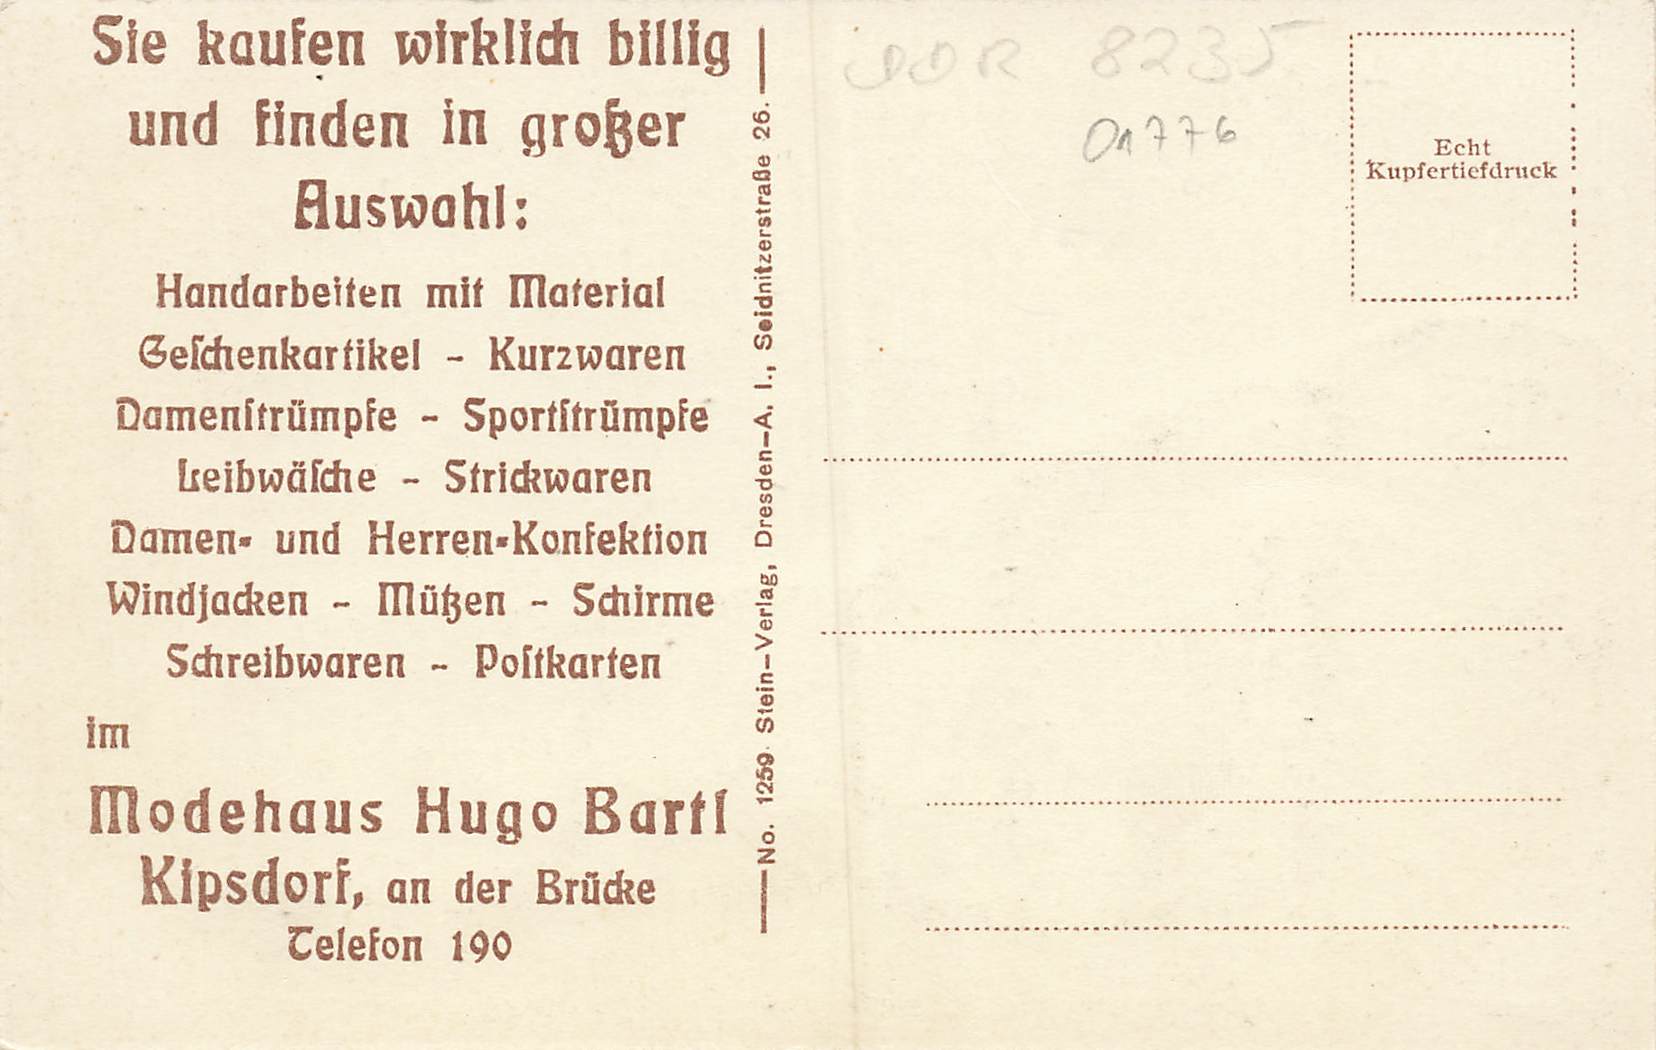 Sie kaufen wirklich billig
und finden in großer
Auswahl:
Handarbeiten mit Material
Geſchenkartikel - Kurzwaren
Damenſtrümpfe - Sportſtrümpfe
Leibwäſche - Strickwaren
Damen- und Herren-Konfektion
Windjacken - Mützen - Schirme
Schreibwaren - Poſtkarten
im
Modehaus Hugo Bartl
Kipsdorf, an der Brücke
Telefon 190
No. 1259 Stein-Verlag, Dresden-A. I., Seidnitzerstraße 26.
DDR 8235
01776
Echt
Kupfertiefdruck